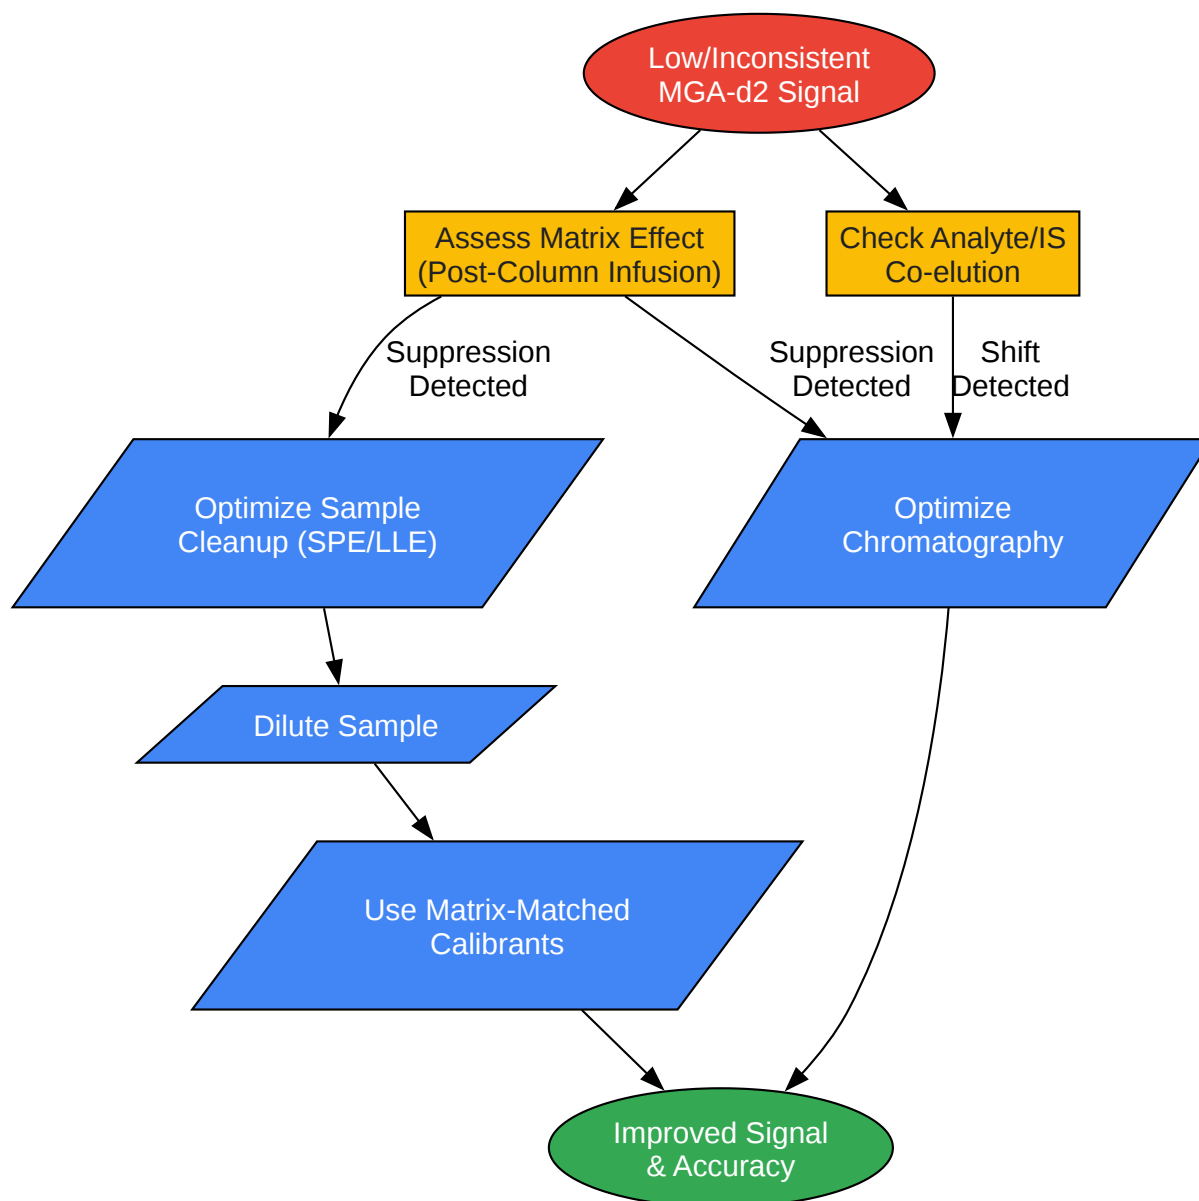 Low/Inconsistent
MGA-d2 Signal
Assess Matrix Effect
(Post-Column Infusion)
Check Analyte/IS
Co-elution
Suppression
Detected
Suppression
Detected
Shift
Detected
Optimize Sample
Cleanup (SPE/LLE)
Optimize
Chromatography
Dilute Sample
Use Matrix-Matched
Calibrants
Improved Signal
& Accuracy